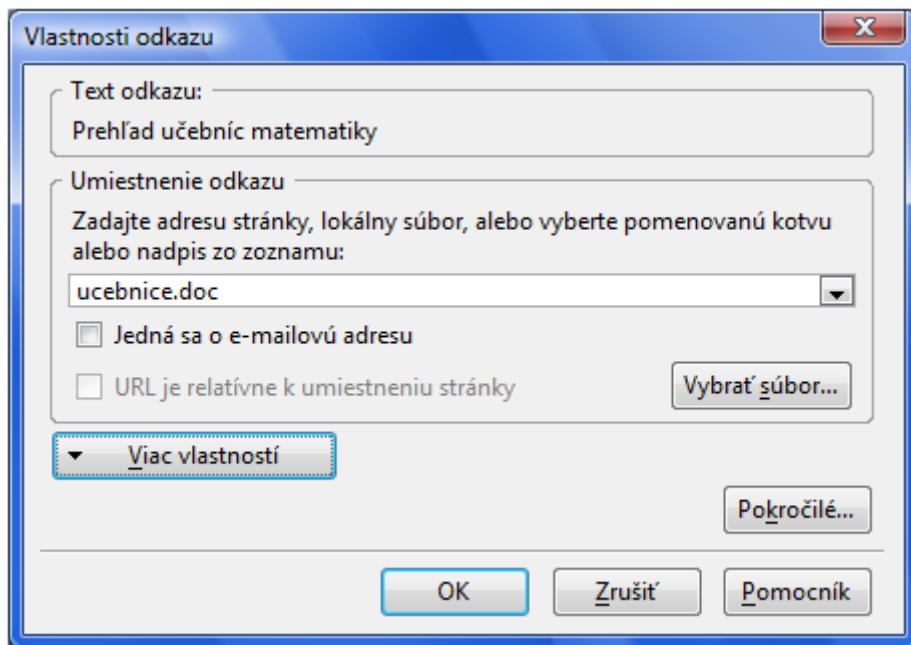 Vlastnosti odkazu
Text odkazu:
Prehľad učebníc matematiky
Umiestnenie odkazu
Zadajte adresu stránky, lokálny súbor, alebo vyberte pomenovanú kotvu
alebo nadpis zo zoznamu:
ucebnice.doc
Jedná sa o e-mailovú adresu
URL je relatívne k umiestneniu stránky
Vybrať súbor...
Viac vlastností
Pokročilé...
OK
Zrušiť
Pomocník